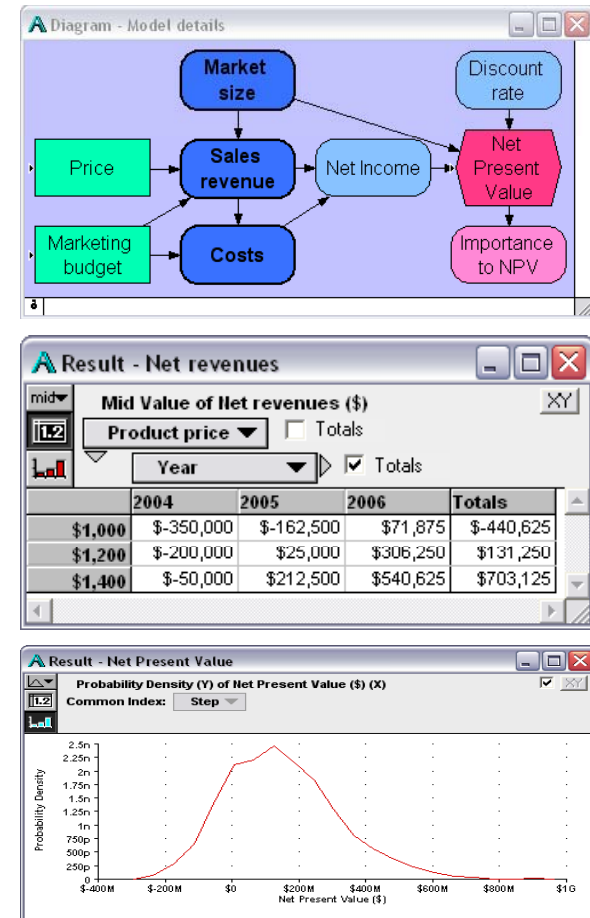 Diagram - Model details
Market
size
Discount
rate
Price
Sales
revenue
Net Income
Net
Present
Value
Marketing
budget
Costs
Importance
to NPV
Result - Net revenues
mid
Mid Value of Net revenues ($)
XY
1.2
Product price
Totals
Year
Totals
2004 2005 2006 Totals
$1,000 $-350,000 $-162,500 $71,875 $-440,625
$1,200 $-200,000 $25,000 $306,250 $131,250
$1,400 $-50,000 $212,500 $540,625 $703,125
Result - Net Present Value
Probability Density (Y) of Net Present Value ($) (X)
XY
1.2
Common Index: Step
2.5n
2.25n
2n
1.75n
1.5n
1.25n
1n
750p
500p
250p
0
Probability Density
$-400M $-200M $0 $200M $400M $600M $800M $1G
Net Present Value ($)